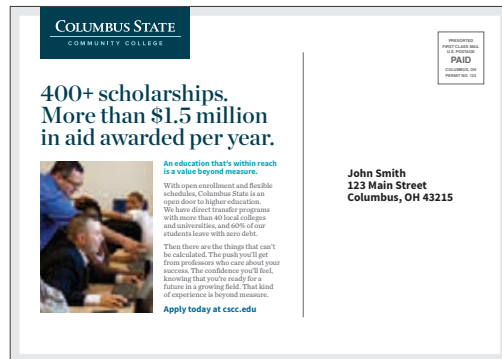 COLUMBUS STATE
COMMUNITY COLLEGE
PRESORTED
FIRST-CLASS MAIL
U.S. POSTAGE
PAID
COLUMBUS, OH
PERMIT NO. 103
400+ scholarships.
More than $1.5 million
in aid awarded per year.
An education that's within reach
is a value beyond measure.
With open enrollment and flexible
schedules, Columbus State is an
open door to higher education.
We have direct transfer programs
with more than 40 local colleges
and universities, and 60% of our
students leave with zero debt.
Then there are the things that can't
be calculated. The push you'll get
from professors who care about your
success. The confidence you'll feel,
knowing that you're ready for a
future in a growing field. That kind
of experience is beyond measure.
Apply today at cscc.edu
John Smith
123 Main Street
Columbus, OH 43215